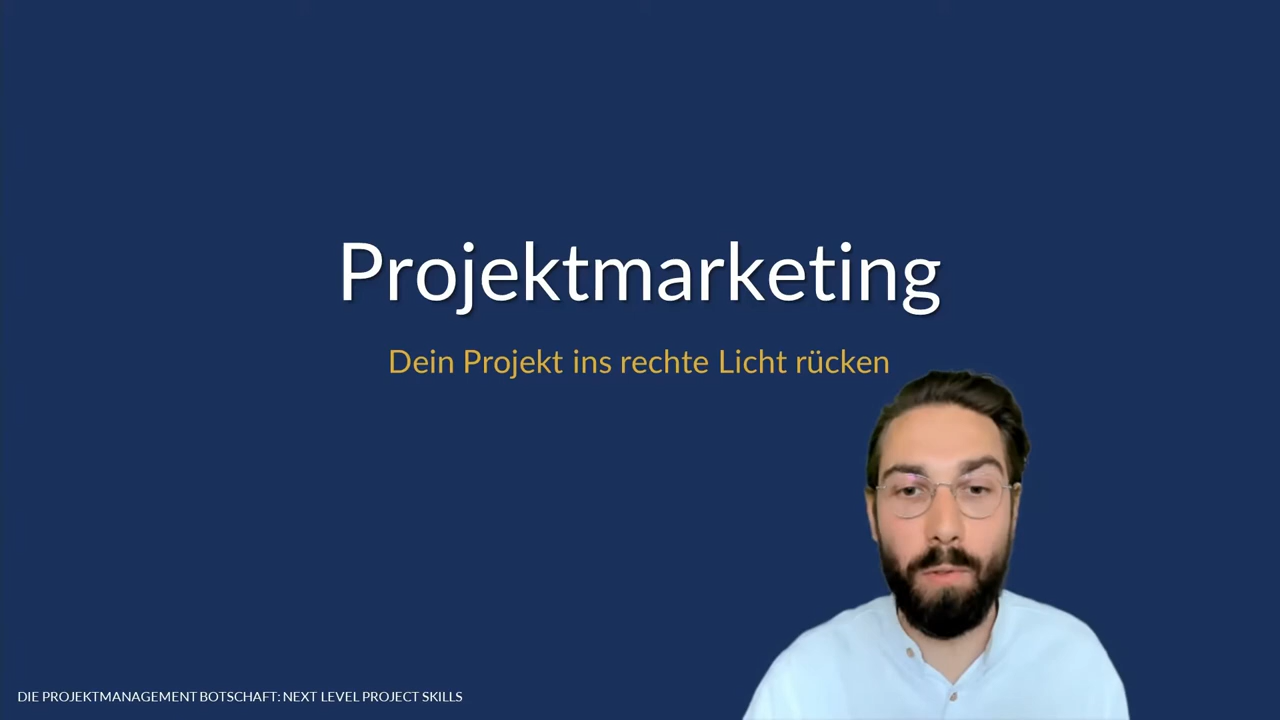 Projektmarketing
Dein Projekt ins rechte Licht rücken
DIE PROJEKTMANAGEMENT BOTSCHAFT: NEXT LEVEL PROJECT SKILLS